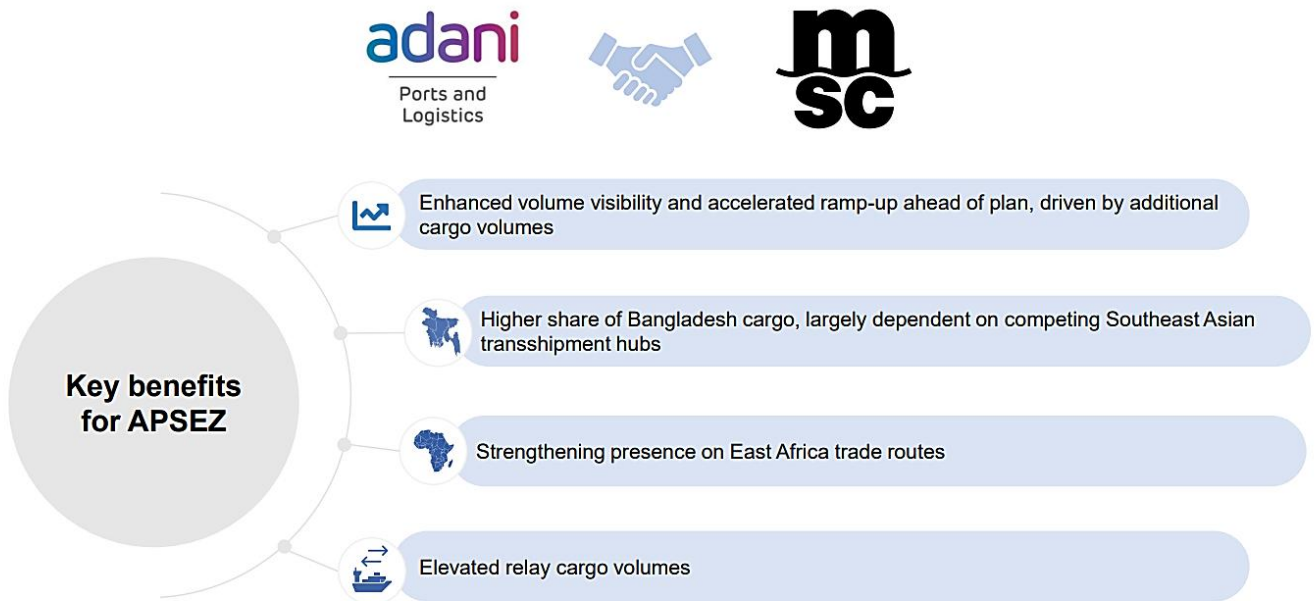 adani
Ports and
Logistics
m
sc
Enhanced volume visibility and accelerated ramp-up ahead of plan, driven by additional
cargo volumes
Higher share of Bangladesh cargo, largely dependent on competing Southeast Asian
transshipment hubs
Key benefits
for APSEZ
Strengthening presence on East Africa trade routes
Elevated relay cargo volumes